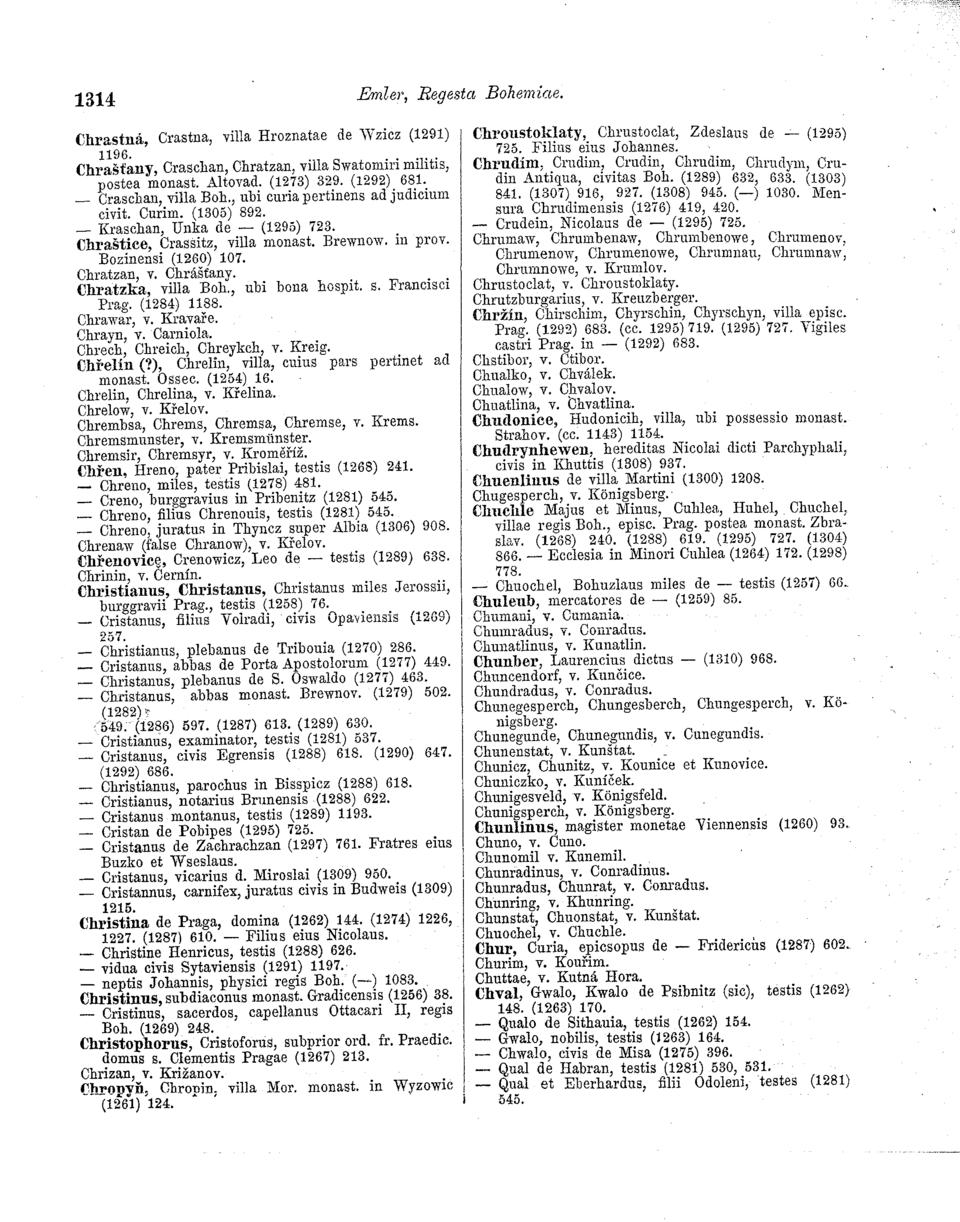 1314
Emler, Regesta Bohemiae.
Chrastná, Crastna, villa Hroznatae de Wzicz (1291)
1196.
Chrašťany, Craschan, Chratzan, villa Swatomiri militis,
postea monast. Altovad. (1273) 329. (1292) 681.
— Craschan, villa Boh., ubi curia pertinens ad judicium
civit. Curim. (1305) 892.
— Kraschan, Unka de — (1295) 723.
Chraštice, Crassitz, villa monast. Brewnow. in prov.
Bozinensi (1260) 107.
Chratzan, v. Chrášťany.
Chratzka, villa Boh., ubi bona hospit. s. Francisci
Prag. (1284) 1188.
Chrawar, v. Kravaře.
Chrayn, v. Carniola.
Chrech, Chreich, Chreykch, v. Kreig.
Chřelín (?), Chrelin, villa, cuius pars pertinet ad
monast. Ossec. (1254) 16.
Chrelin, Chrelina, v. Křelina.
Chrelow, v. Křelov.
Chrembsa, Chrems, Chremsa, Chremse, v. Krems.
Chremsmunster, v. Kremsmünster.
Chremsir, Chremsyr, v. Kroměříž.
Chřen, Hreno, pater Pribislai, testis (1268) 241.
— Chreno, miles, testis (1278) 481.
— Creno, burggravius in Pribenitz (1281) 545.
— Chreno, filius Chrenouis, testis (1281) 545.
— Chreno, juratus in Thyncz super Albia (1306) 908.
Chrenaw (false Chranow), v. Křelov.
Chřenovice, Crenowicz, Leo de — testis (1289) 638.
Chrinin, v. Černín.
Christianus, Christanus, Christanus miles Jerossii,
burggravii Prag., testis (1258) 76.
— Cristanus, filius Volradi, civis Opaviensis (1269)
257.
— Christianus, plebanus de Tribouia (1270) 286.
— Cristanus, abbas de Porta Apostolorum (1277) 449.
— Christanus, plebanus de S. Oswaldo (1277) 463.
— Christanus, abbas monast. Brewnov. (1279) 502.
(1282)
549. (1286) 597. (1287) 613. (1289) 630.
— Cristianus, examinator, testis (1281) 537.
— Cristanus, civis Egrensis (1288) 618. (1290) 647.
(1292) 686.
— Christianus, parochus in Bisspicz (1288) 618.
— Cristianus, notarius Brunensis (1288) 622.
— Cristanus montanus, testis (1289) 1193.
— Cristan de Pobipes (1295) 725.
— Cristanus de Zachrachzan (1297) 761. Fratres eius
Buzko et Wseslaus.
— Cristanus, vicarius d. Miroslai (1309) 950.
— Cristannus, carnifex, juratus civis in Budweis (1309)
1215.
Christina de Praga, domina (1262) 144. (1274) 1226,
1227. (1287) 610. — Filius eius Nicolaus.
— Christine Henricus, testis (1288) 626.
— vidua civis Sytaviensis (1291) 1197.
— neptis Johannis, physici regis Boh. (—) 1083.
Christinus, subdiaconus monast. Gradicensis (1256) 38.
— Cristinus, sacerdos, capellanus Ottacari II, regis
Boh. (1269) 248.
Christophorus, Cristoforus, subprior ord. fr. Praedic.
domus s. Clementis Pragae (1267) 213.
Chrizan, v. Križanov.
Chropyň, Chropin, villa Mor. monast. in Wyzowic
(1261) 124.
Chroustoklaty, Chrustoclat, Zdeslaus de — (1295)
725. Filius eius Johannes.
Chrudim, Crudim, Crudin, Chrudim, Chrudym, Cru-
din Antiqua, civitas Boh. (1289) 632, 633. (1303)
841. (1307) 916, 927. (1308) 945. (—) 1030. Men-
sura Chrudimensis (1276) 419, 420.
— Crudein, Nicolaus de — (1295) 725.
Chrumaw, Chrumbenaw, Chrumbenowe, Chrumenov,
Chrumenow, Chrumenowe, Chrumnau, Chrumnaw,
Chrumnowe, v. Krumlov.
Chrustoclat, v. Chroustoklaty.
Chrutzburgarius, v. Kreuzberger.
Chržín, Chirschim, Chyrschin, Chyrschyn, villa episc.
Prag. (1292) 683. (cc. 1295) 719. (1295) 727. Vigiles
castri Prag. in — (1292) 683.
Chstibor, v. Ctibor.
Chualko, v. Chválek.
Chualow, v. Chvalov.
Chuatlina, v. Chvatlina.
Chudonice, Hudonicih, villa, ubi possessio monast.
Strahov. (cc. 1143) 1154.
Chudrynhewen, hereditas Nicolai dicti Parchyphali,
civis in Khuttis (1308) 937.
Chuenlinus de villa Martini (1300) 1208.
Chugesperch, v. Königsberg.
Chuchle Majus et Minus, Cuhlea, Huhel, Chuchel,
villae regis Boh., episc. Prag. postea monast. Zbra-
slav. (1268) 240. (1288) 619. (1295) 727. (1304)
866. — Ecclesia in Minori Cuhlea (1264) 172. (1298)
778.
— Chuochel, Bohuzlaus miles de — testis (1257) 66.
Chuleub, mercatores de — (1259) 85.
Chumani, v. Cumania.
Chumradus, v. Conradus.
Chunatlinus, v. Kunatlin.
Chunber, Laurencius dictus — (1310) 968.
Chuncendorf, v. Kunčice.
Chundradus, v. Conradus.
Chunegesperch, Chungesberch, Chungesperch, v. Kö-
nigsberg.
Chunegunde, Chunegundis, v. Cunegundis.
Chunenstat, v. Kunštat.
Chunicz, Chunitz, v. Kounice et Kunovice.
Chuniczko, v. Kuníček.
Chunigesveld, v. Königsfeld.
Chunigsperch, v. Königsberg.
Chunlinus, magister monetae Viennensis (1260) 93.
Chuno, v. Cuno.
Chunomil v. Kunemil.
Chunradinus, v. Conradinus.
Chunradus, Chunrat, v. Conradus.
Chunring, v. Khunring.
Chunstat, Chuonstat, v. Kunštat.
Chuochel, v. Chuchle.
Chur, Curia, epicsopus de — Fridericus (1287) 602.
Churim, v. Kouřim.
Chuttae, v. Kutná Hora.
Chval, Gwalo, Kwalo de Psibnitz (sic), testis (1262)
148. (1263) 170.
— Qualo de Sithauia, testis (1262) 154.
— Gwalo, nobilis, testis (1263) 164.
— Chwalo, civis de Misa (1275) 396.
— Qual de Habran, testis (1281) 530, 531.
— Qual et Eberhardus, filii Odoleni, testes (1281)
545.